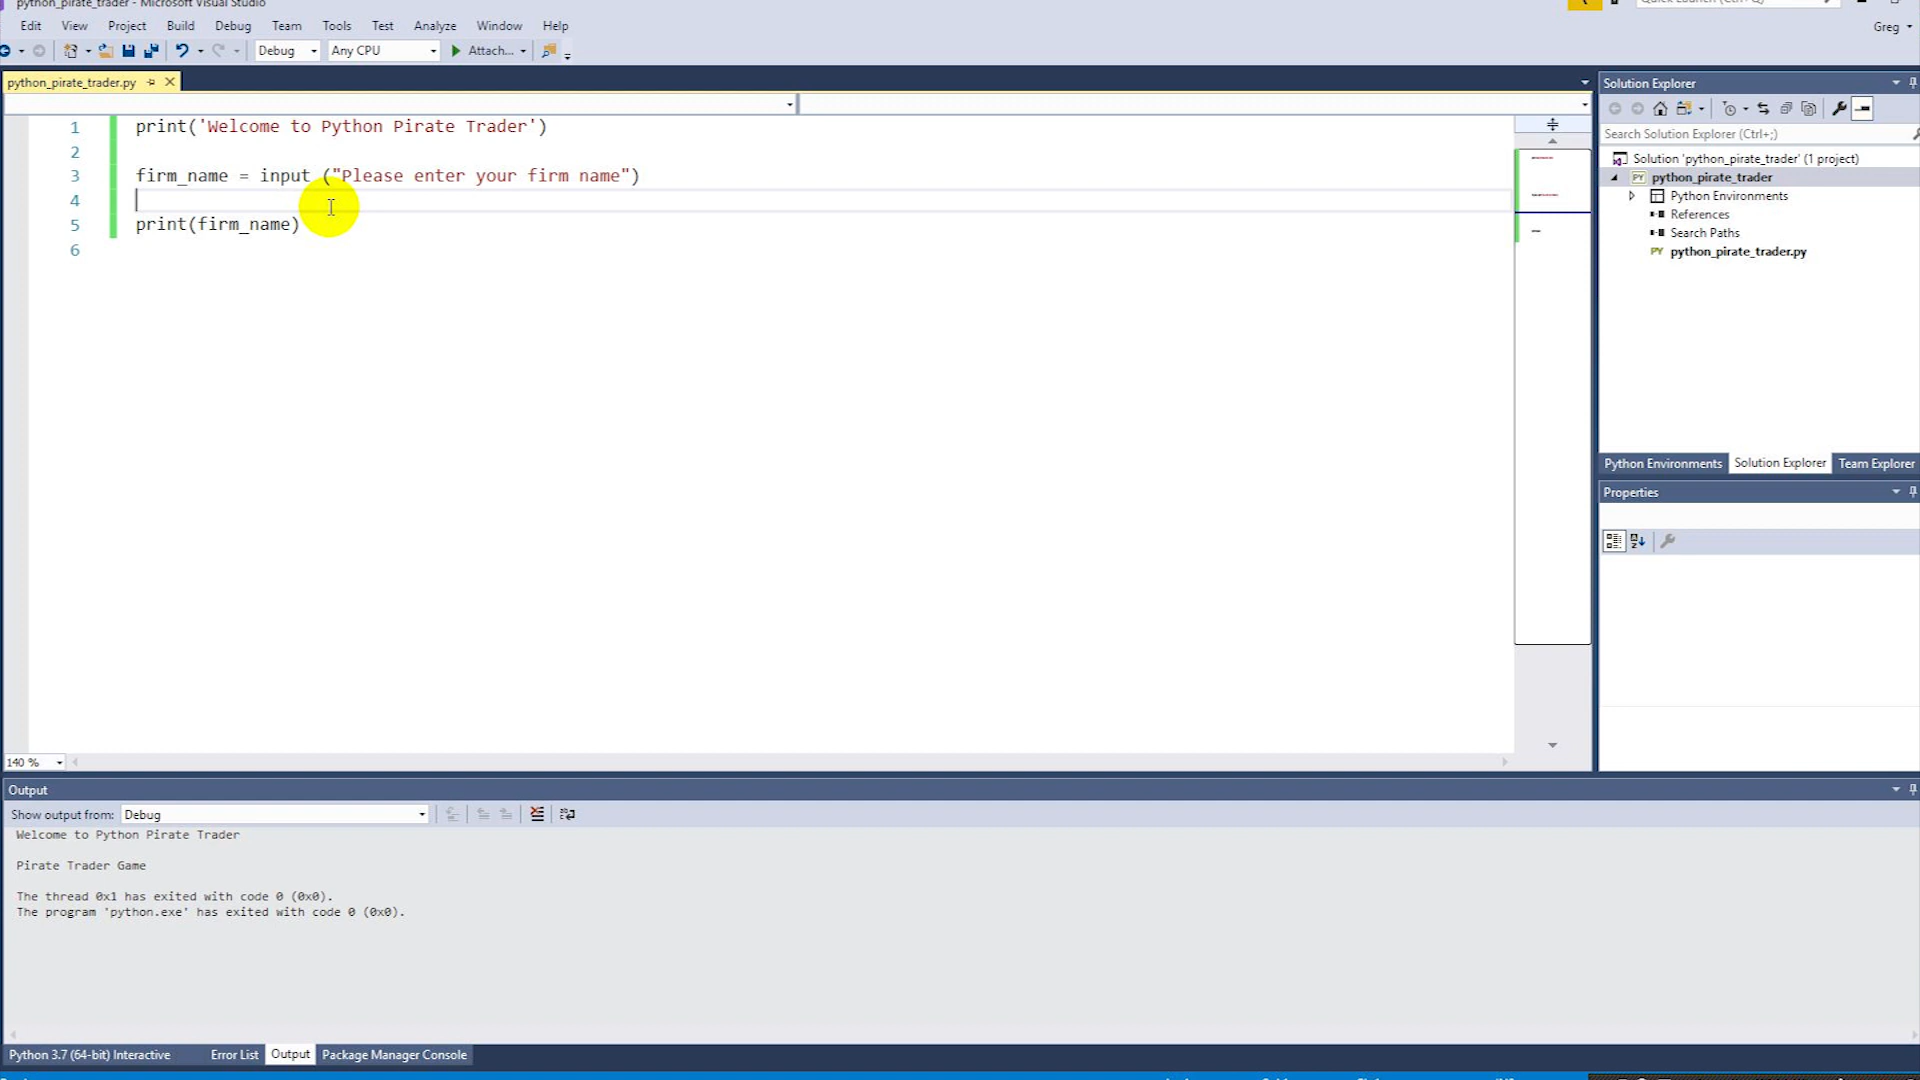 python_pirate_trader - Microsoft Visual Studio
Quick Launch (Ctrl+Q)
Edit View Project Build Debug Team Tools Test Analyze Window Help
Greg
Debug Any CPU Attach...
python_pirate_trader.py
1 print('Welcome to Python Pirate Trader')
2
3 firm_name = input ("Please enter your firm name")
4
5 print(firm_name)
6
140 %
Solution Explorer
Search Solution Explorer (Ctrl+;)
Solution 'python_pirate_trader' (1 project)
PY python_pirate_trader
Python Environments
References
Search Paths
PY python_pirate_trader.py
Python Environments Solution Explorer Team Explorer
Properties
Output
Show output from: Debug
Welcome to Python Pirate Trader
Pirate Trader Game
The thread 0x1 has exited with code 0 (0x0).
The program 'python.exe' has exited with code 0 (0x0).
Python 3.7 (64-bit) Interactive Error List Output Package Manager Console